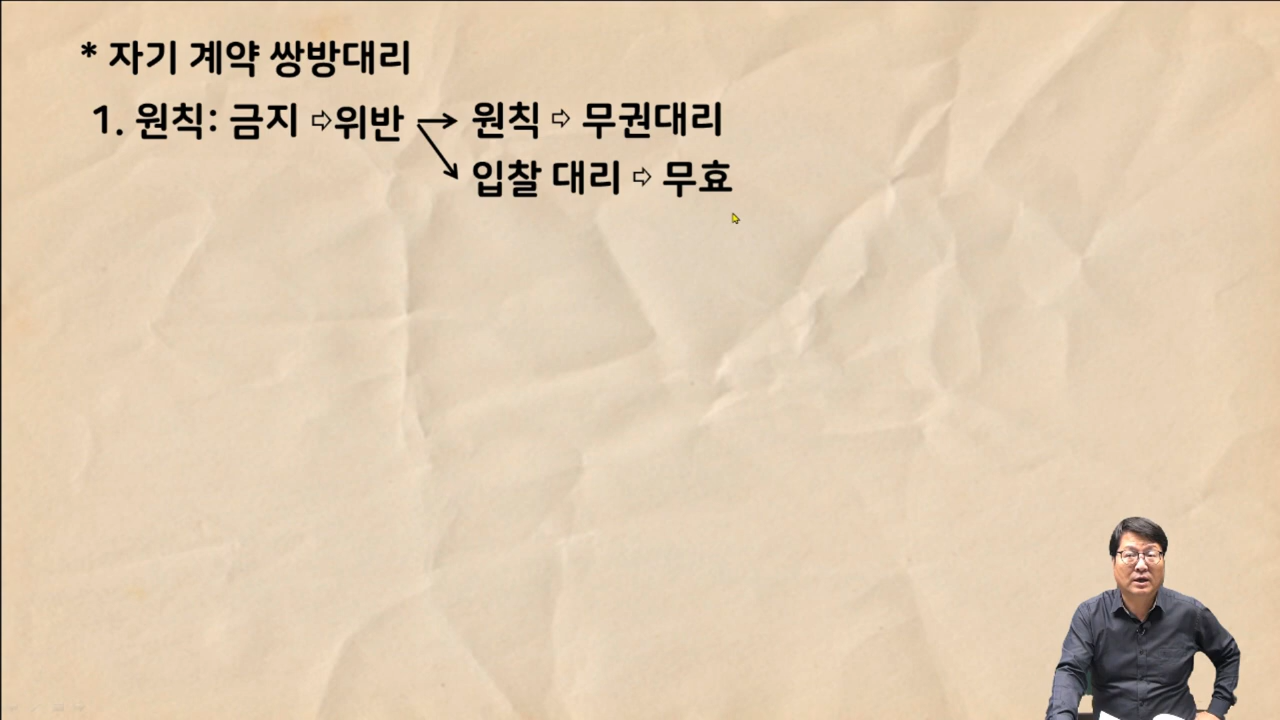 * 자기 계약 쌍방대리
1. 원칙: 금지 ⇨위반 → 원칙 ⇨ 무권대리
↘ 입찰 대리 ⇨ 무효